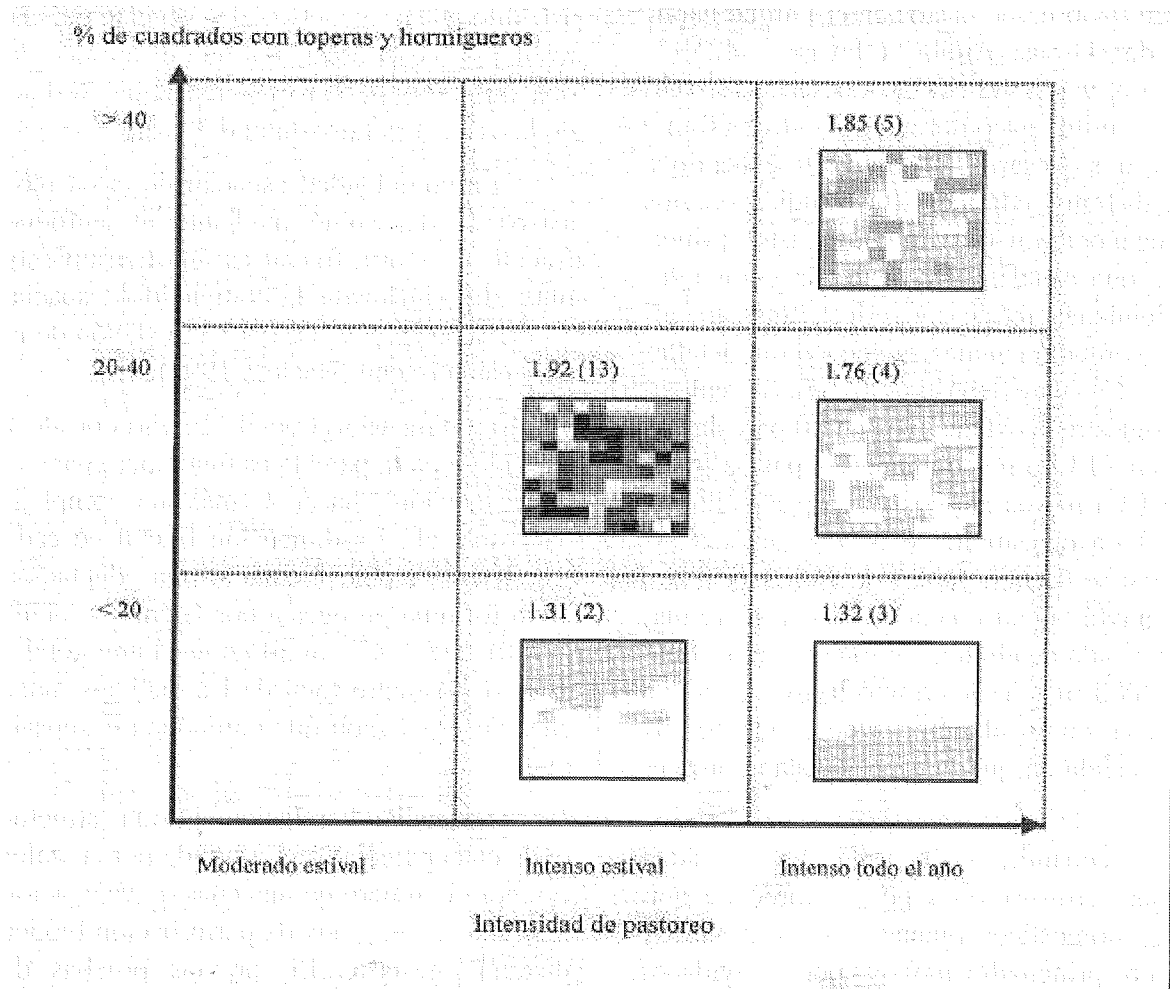 % de cuadrados con toperas y hormigueros
>40
1.85 (5)
20-40
1.92 (13)
1.76 (4)
<20
1.31 (2)
1.32 (3)
Moderado estival
Intenso estival
Intenso todo el año
Intensidad de pastoreo